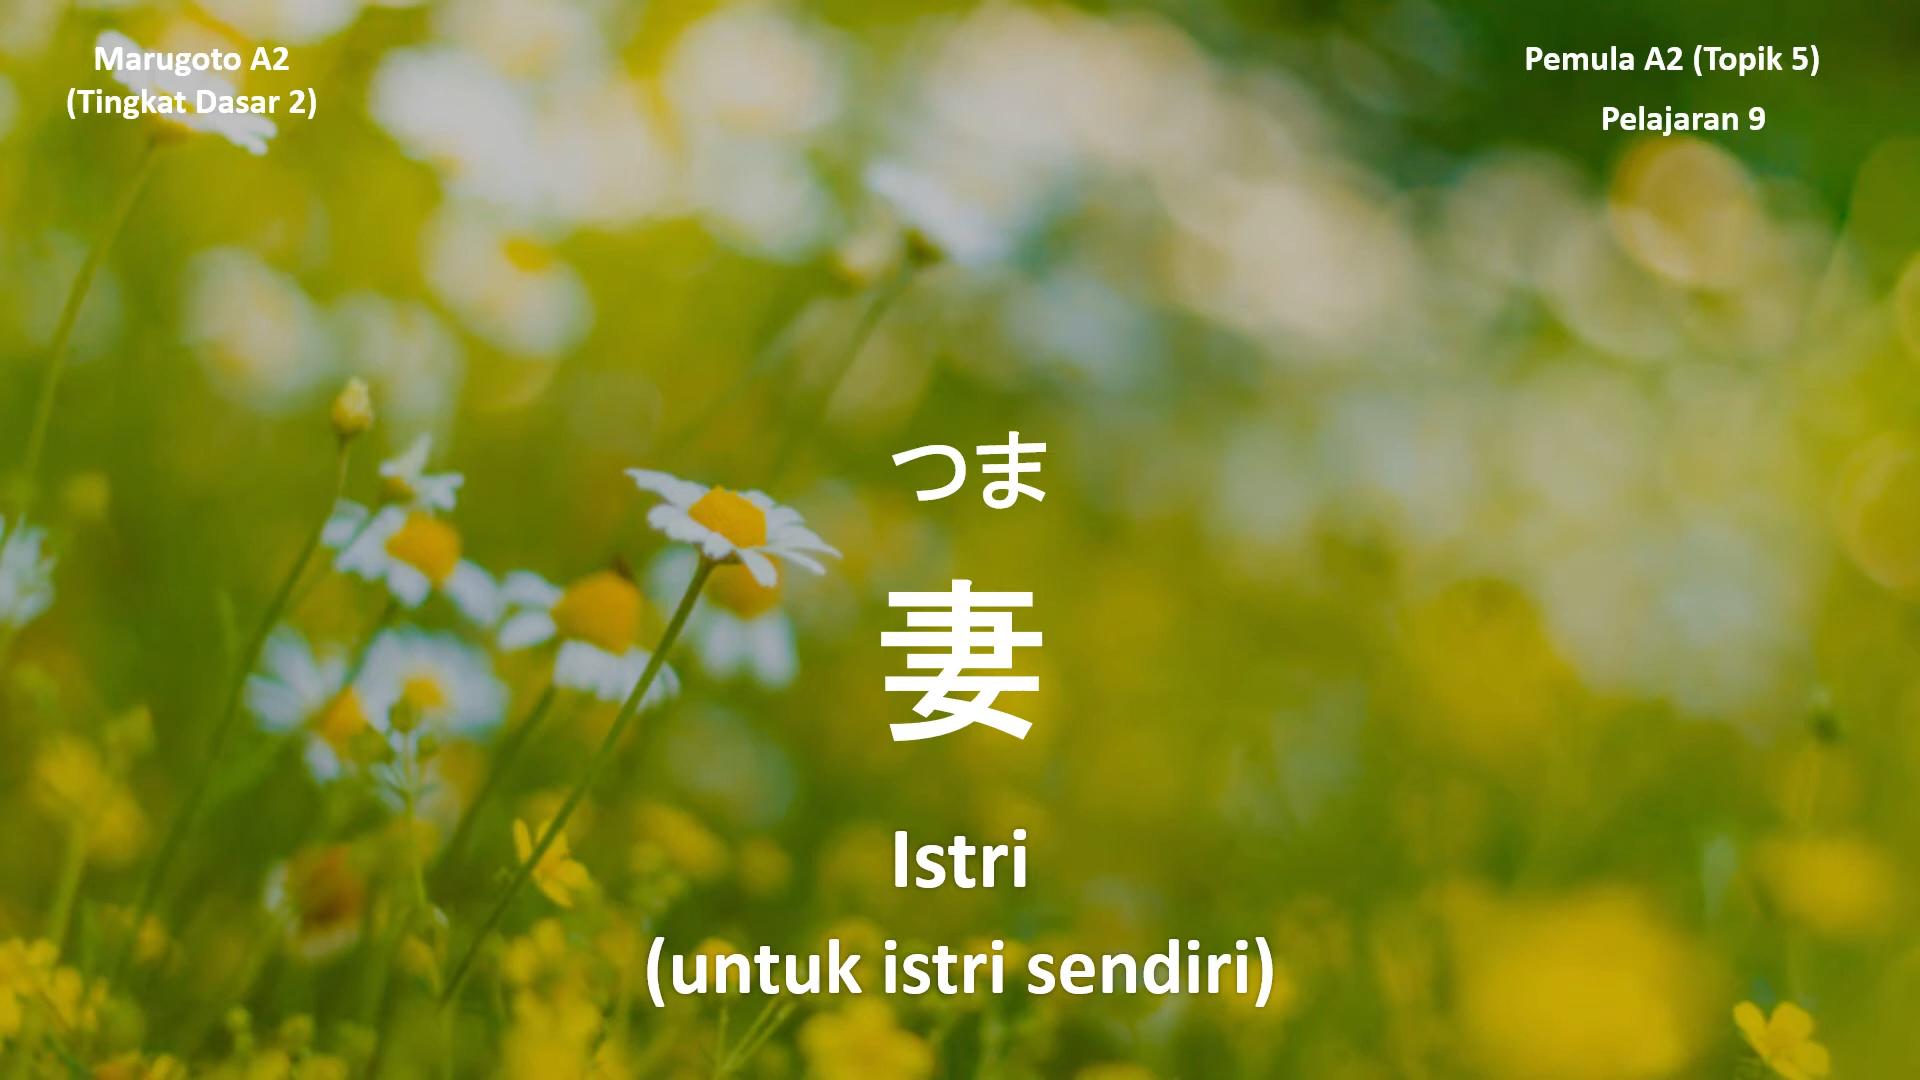 Marugoto A2
(Tingkat Dasar 2)
Pemula A2 (Topik 5)
Pelajaran 9
つま
妻
Istri
(untuk istri sendiri)